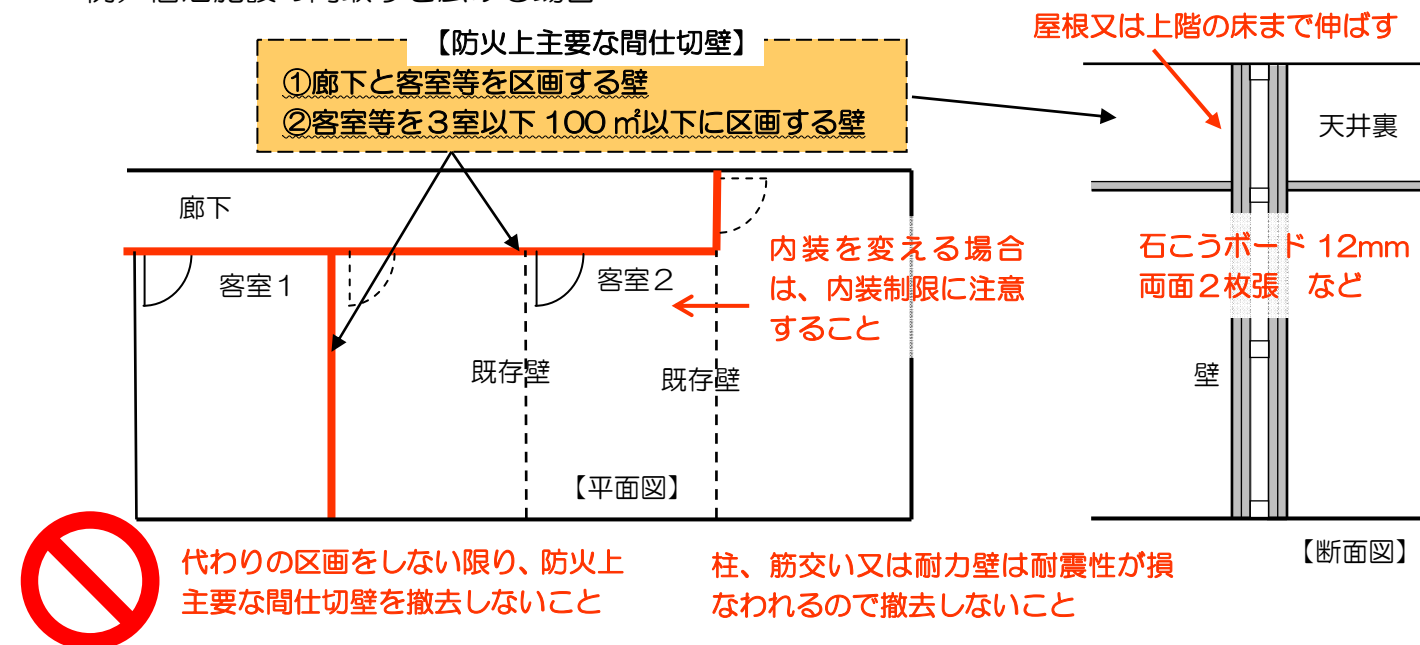 【防火上主要な間仕切壁】
①廊下と客室等を区画する壁
②客室等を３室以下 100 ㎡以下に区画する壁
屋根又は上階の床まで伸ばす
天井裏
廊下
客室１
客室２
内装を変える場合
は、内装制限に注意
すること
石こうボード 12mm
両面２枚張　など
既存壁
既存壁
壁
【平面図】
【断面図】
代わりの区画をしない限り、防火上
主要な間仕切壁を撤去しないこと
柱、筋交い又は耐力壁は耐震性が損
なわれるので撤去しないこと